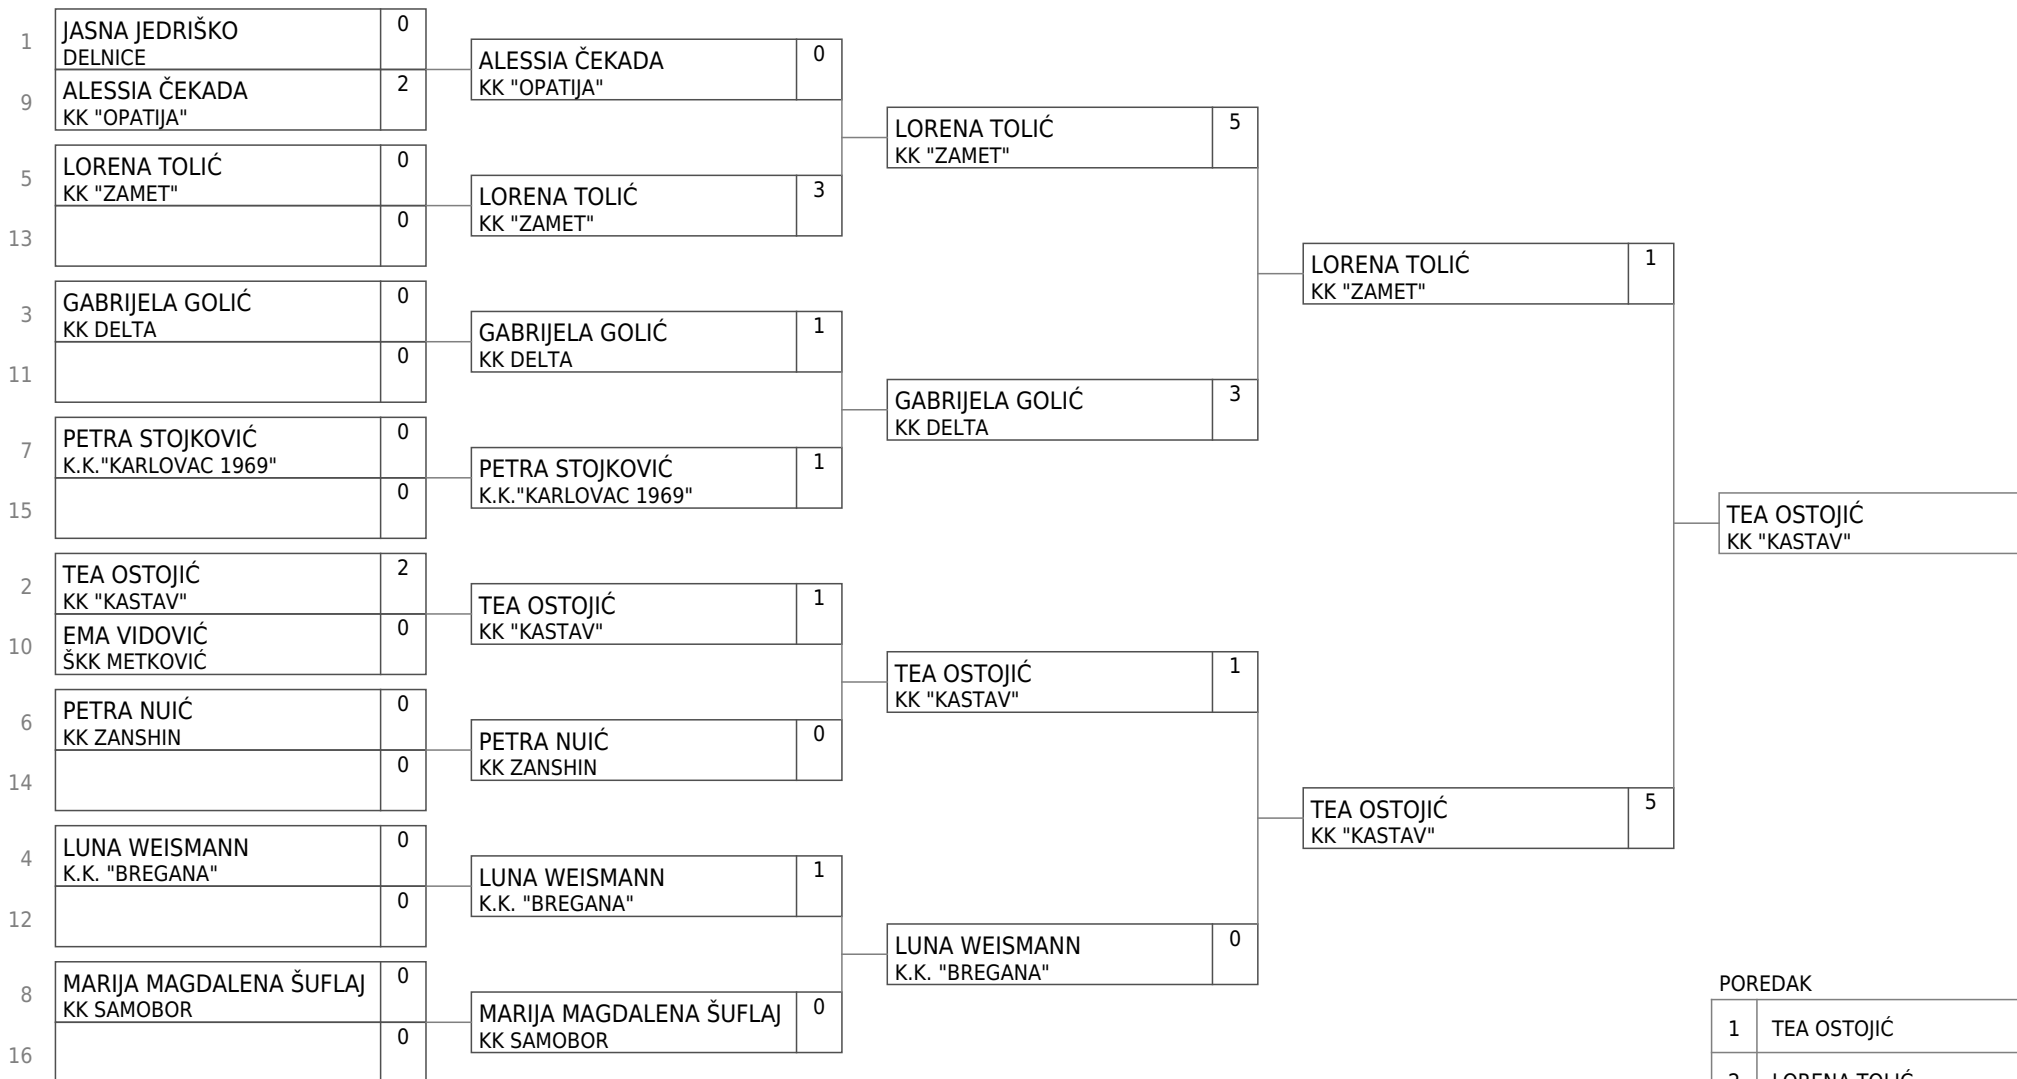 1
JASNA JEDRIŠKO
DELNICE
0
9
ALESSIA ČEKADA
KK "OPATIJA"
2
5
LORENA TOLIĆ
KK "ZAMET"
0
13
0
3
GABRIJELA GOLIĆ
KK DELTA
0
11
0
7
PETRA STOJKOVIĆ
K.K."KARLOVAC 1969"
0
15
0
2
TEA OSTOJIĆ
KK "KASTAV"
2
10
EMA VIDOVIĆ
ŠKK METKOVIĆ
0
6
PETRA NUIĆ
KK ZANSHIN
0
14
0
4
LUNA WEISMANN
K.K. "BREGANA"
0
12
0
8
MARIJA MAGDALENA ŠUFLAJ
KK SAMOBOR
0
16
0
ALESSIA ČEKADA
KK "OPATIJA"
0
LORENA TOLIĆ
KK "ZAMET"
3
GABRIJELA GOLIĆ
KK DELTA
1
PETRA STOJKOVIĆ
K.K."KARLOVAC 1969"
1
TEA OSTOJIĆ
KK "KASTAV"
1
PETRA NUIĆ
KK ZANSHIN
0
LUNA WEISMANN
K.K. "BREGANA"
1
MARIJA MAGDALENA ŠUFLAJ
KK SAMOBOR
0
LORENA TOLIĆ
KK "ZAMET"
5
GABRIJELA GOLIĆ
KK DELTA
3
TEA OSTOJIĆ
KK "KASTAV"
1
LUNA WEISMANN
K.K. "BREGANA"
0
LORENA TOLIĆ
KK "ZAMET"
1
TEA OSTOJIĆ
KK "KASTAV"
5
TEA OSTOJIĆ
KK "KASTAV"
POREDAK
1 TEA OSTOJIĆ
2 LORENA TOLIĆ